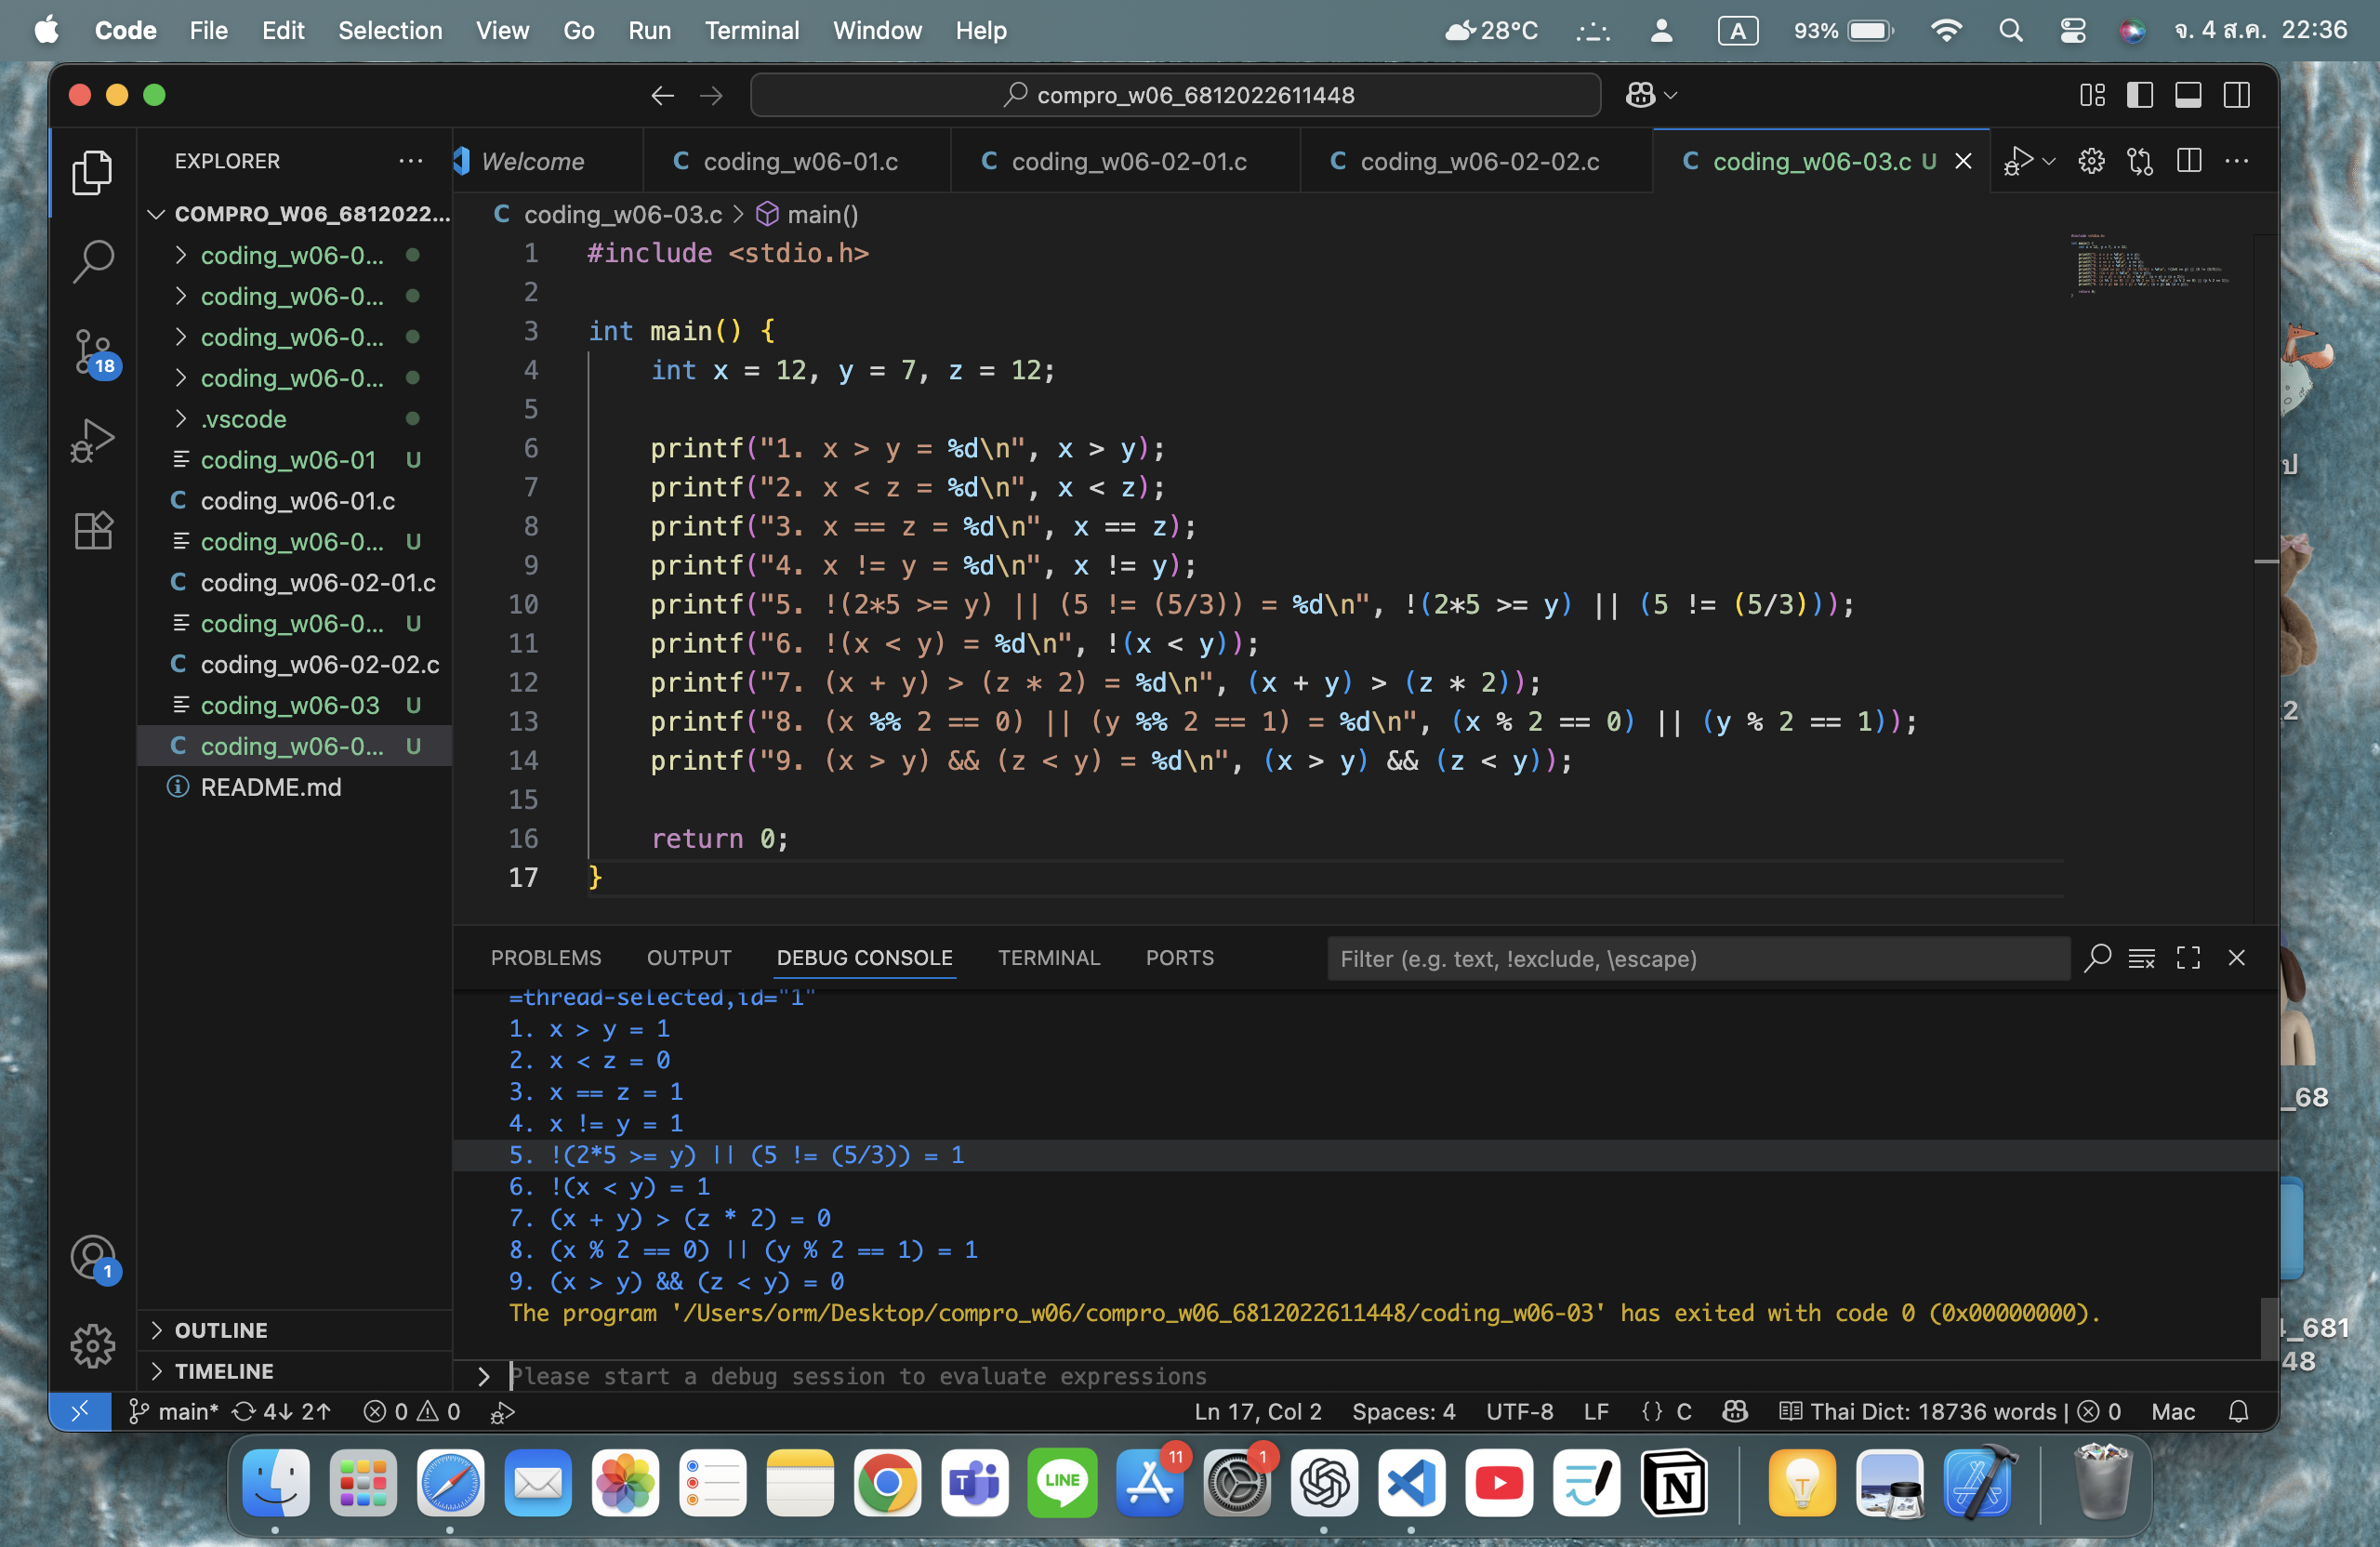 Code File Edit Selection View Go Run Terminal Window Help 28°C A 93% จ. 4 ส.ค. 22:36
compro_w06_6812022611448
EXPLORER
Welcome
coding_w06-01.c
coding_w06-02-01.c
coding_w06-02-02.c
coding_w06-03.c U
COMPRO_W06_6812022...
coding_w06-0...
coding_w06-0...
coding_w06-0...
coding_w06-0...
.vscode
coding_w06-01 U
C coding_w06-01.c
coding_w06-0... U
C coding_w06-02-01.c
coding_w06-0... U
C coding_w06-02-02.c
coding_w06-03 U
C coding_w06-0... U
README.md
OUTLINE
TIMELINE
18
1
C coding_w06-03.c > main()
1 #include <stdio.h>
2
3 int main() {
4 int x = 12, y = 7, z = 12;
5
6 printf("1. x > y = %d\n", x > y);
7 printf("2. x < z = %d\n", x < z);
8 printf("3. x == z = %d\n", x == z);
9 printf("4. x != y = %d\n", x != y);
10 printf("5. !(2*5 >= y) || (5 != (5/3)) = %d\n", !(2*5 >= y) || (5 != (5/3)));
11 printf("6. !(x < y) = %d\n", !(x < y));
12 printf("7. (x + y) > (z * 2) = %d\n", (x + y) > (z * 2));
13 printf("8. (x %% 2 == 0) || (y %% 2 == 1) = %d\n", (x % 2 == 0) || (y % 2 == 1));
14 printf("9. (x > y) && (z < y) = %d\n", (x > y) && (z < y));
15
16 return 0;
17 }
PROBLEMS OUTPUT DEBUG CONSOLE TERMINAL PORTS
Filter (e.g. text, !exclude, \escape)
=thread-selected,id="1"
1. x > y = 1
2. x < z = 0
3. x == z = 1
4. x != y = 1
5. !(2*5 >= y) || (5 != (5/3)) = 1
6. !(x < y) = 1
7. (x + y) > (z * 2) = 0
8. (x % 2 == 0) || (y % 2 == 1) = 1
9. (x > y) && (z < y) = 0
The program '/Users/orm/Desktop/compro_w06/compro_w06_6812022611448/coding_w06-03' has exited with code 0 (0x00000000).
Please start a debug session to evaluate expressions
main* 4↓ 2↑ 0 0 Ln 17, Col 2 Spaces: 4 UTF-8 LF {} C Thai Dict: 18736 words | 0 Mac
_68
_681
48
LINE
11
1